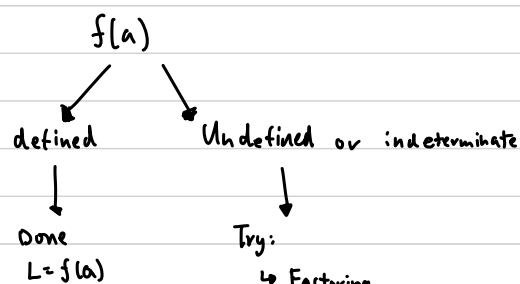 f(a)
defined
Undefined or indeterminate
Done
Try:
L = f(a)
↳ Factoring